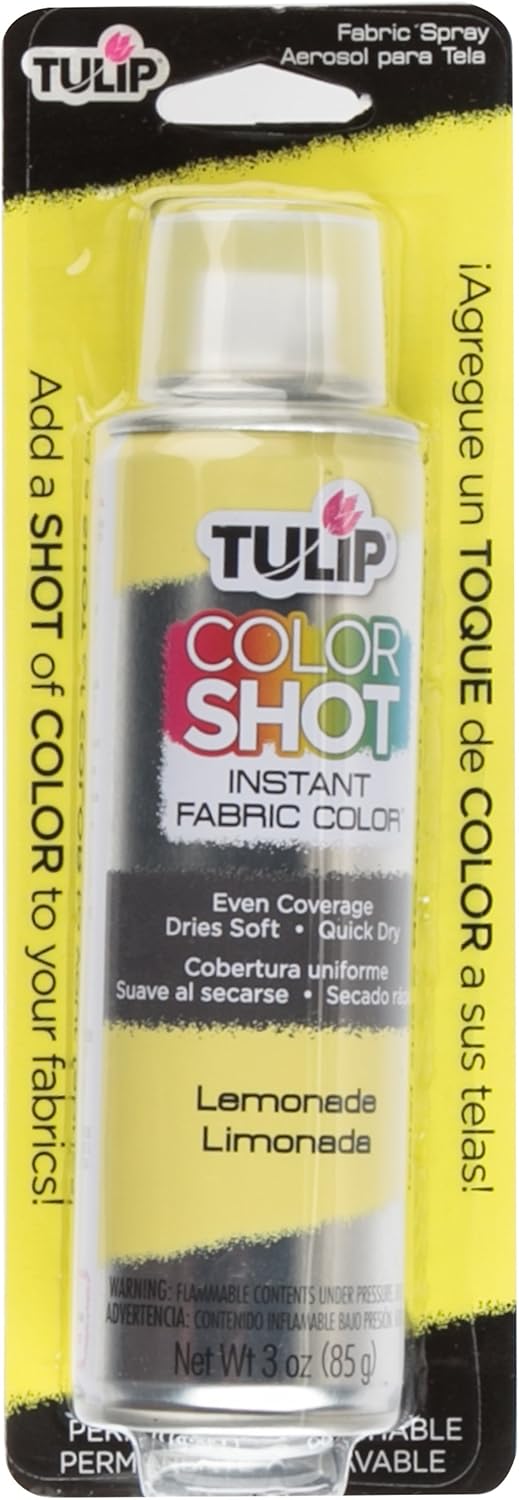 TULIP
Fabric Spray
Aerosol para Tela
Add a SHOT of COLOR to your fabrics!
¡Agregue un TOQUE de COLOR a sus telas!
TULIP
COLOR
SHOT
INSTANT
FABRIC COLOR
Even Coverage
Dries Soft • Quick Dry
Cobertura uniforme
Suave al secarse • Secado
Lemonade
Limonada
WARNING: FLAMMABLE CONTENTS UNDER PRESSURE.
ADVERTENCIA: CONTENIDO INFLAMABLE BAJO PRESIÓN
Net Wt 3 oz (85g)